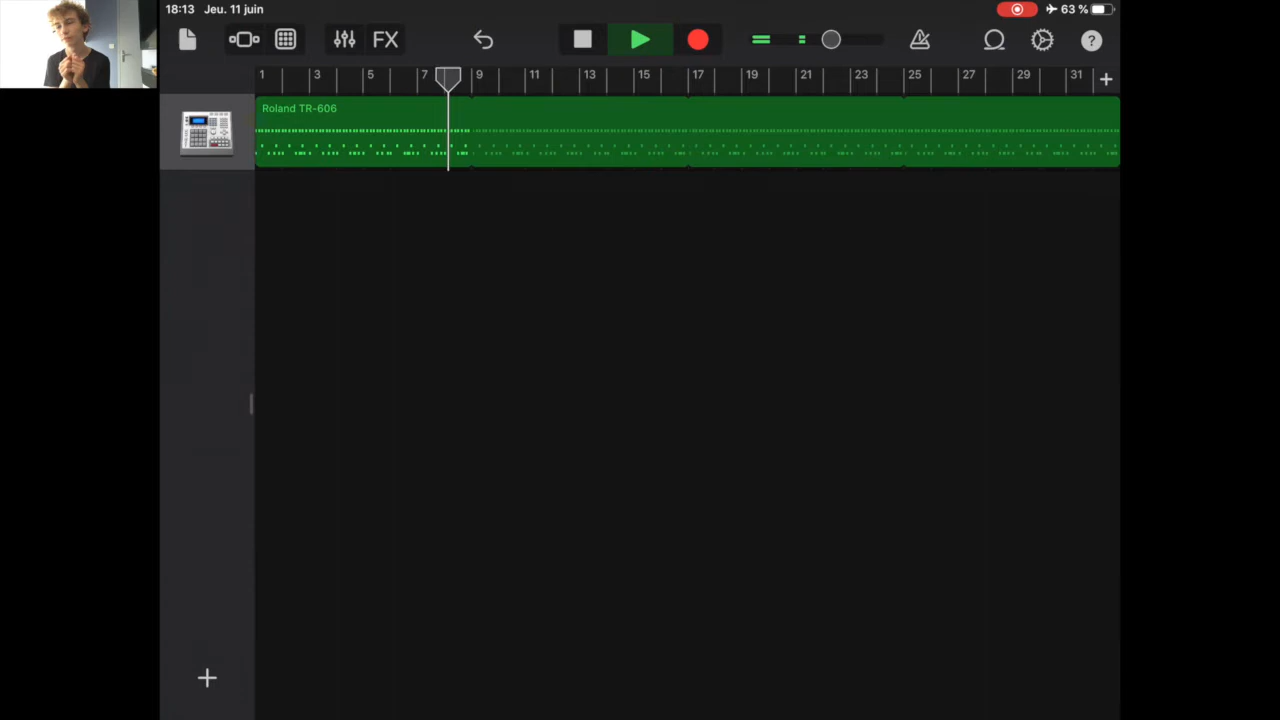 18:13 Jeu. 11 juin
63 %
FX
?
1 3 5 7 9 11 13 15 17 19 21 23 25 27 29 31
Roland TR-606